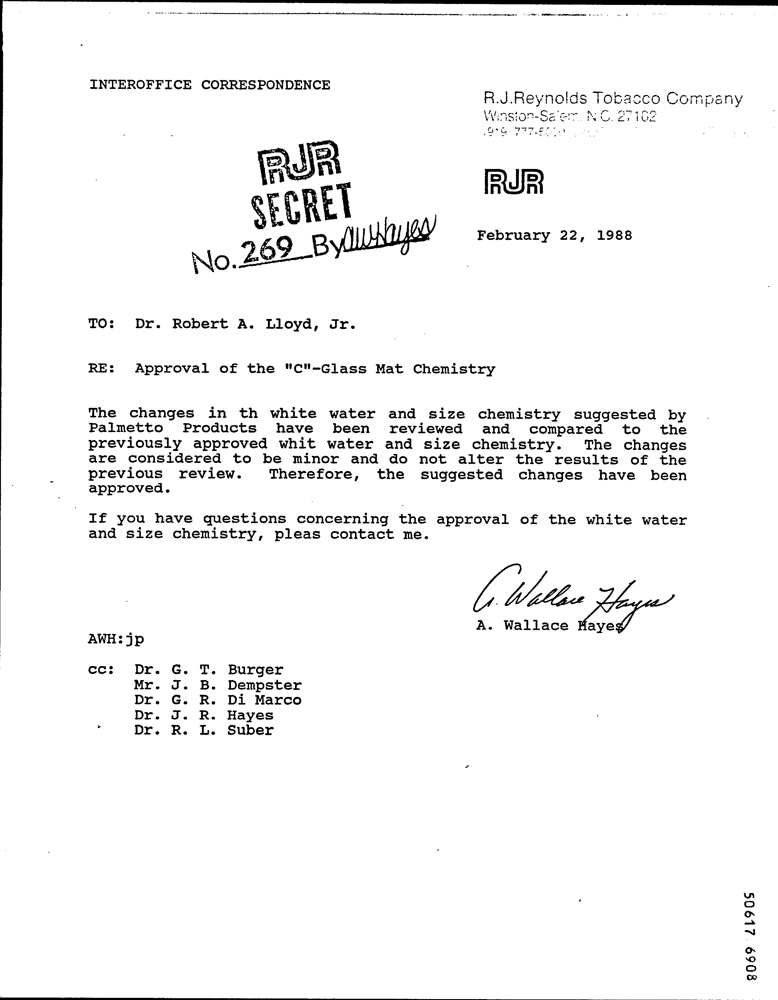 INTEROFFICE CORRESPONDENCE
R.J.Reynolds Tobacco Company
Winston-Salem, N.C. 27102
RJR
SECRET
No. 269 By AWHayes
RJR
February 22, 1988
TO: Dr. Robert A. Lloyd, Jr.
RE: Approval of the "C"-Glass Mat Chemistry
The changes in th white water and size chemistry suggested by
Palmetto Products have been reviewed and compared to the
previously approved whit water and size chemistry. The changes
are considered to be minor and do not alter the results of the
previous review. Therefore, the suggested changes have been
approved.
If you have questions concerning the approval of the white water
and size chemistry, pleas contact me.
A. Wallace Hayes
A. Wallace Hayes
AWH:jp
cc: Dr. G. T. Burger
Mr. J. B. Dempster
Dr. G. R. Di Marco
Dr. J. R. Hayes
Dr. R. L. Suber
50617 6908